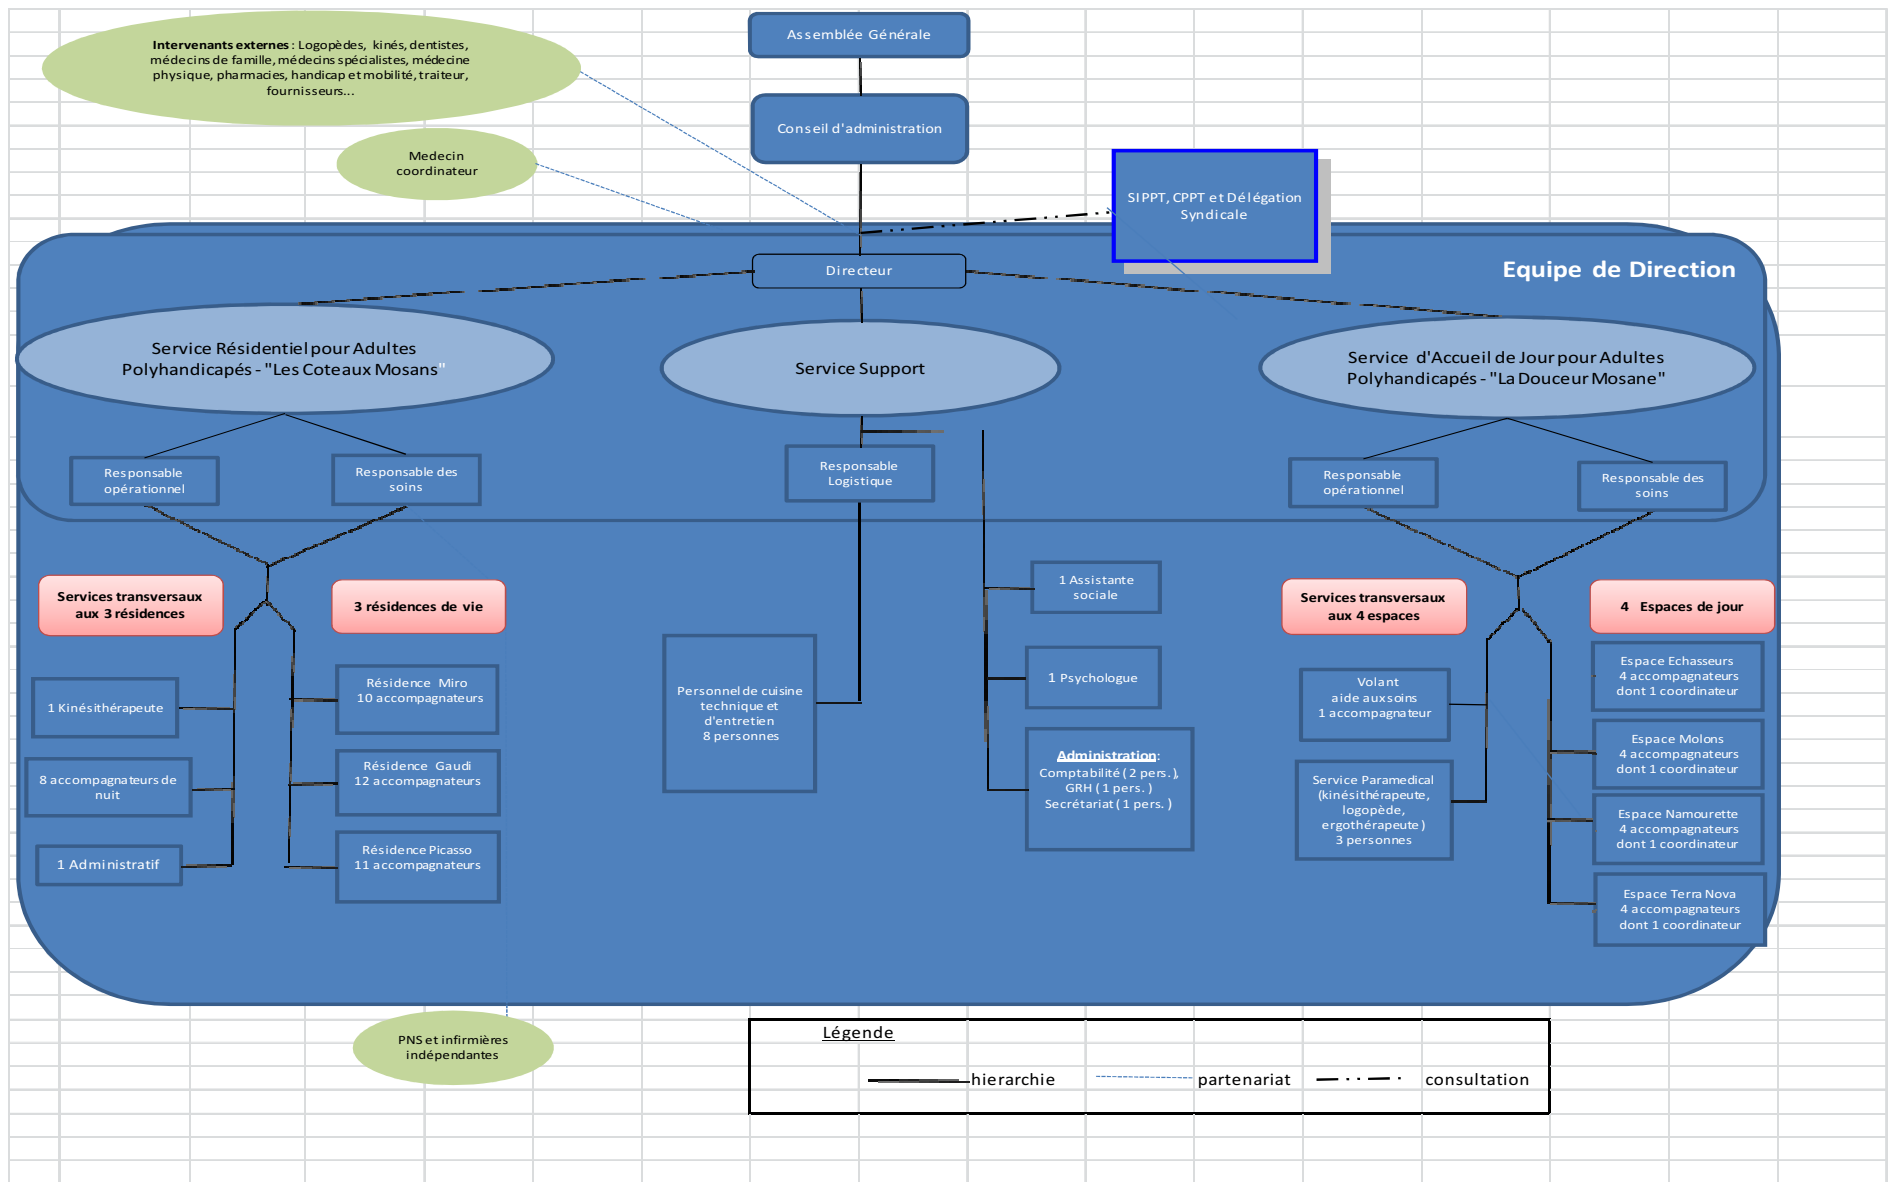 Assemblée Générale
Intervenants externes : Logopèdes, kinés, dentistes,
médecins de famille, médecins spécialistes, médecine
physique, pharmacies, handicap et mobilité, traiteur,
fournisseurs...
Conseil d'administration
Medecin
coordinateur
SIPPT, CPPT et Délégation
Syndicale
Equipe de Direction
Directeur
Service Résidentiel pour Adultes
Polyhandicapés - "Les Coteaux Mosans"
Service Support
Service d'Accueil de Jour pour Adultes
Polyhandicapés - "La Douceur Mosane"
Responsable
opérationnel
Responsable des
soins
Responsable
Logistique
Responsable
opérationnel
Responsable des
soins
Services transversaux
aux 3 résidences
3 résidences de vie
1 Kinésithérapeute
8 accompagnateurs de
nuit
1 Administratif
Résidence Miro
10 accompagnateurs
Résidence Gaudi
12 accompagnateurs
Résidence Picasso
11 accompagnateurs
Personnel de cuisine
technique et
d'entretien
8 personnes
1 Assistante
sociale
1 Psychologue
Administration:
Comptabilité ( 2 pers. ),
GRH ( 1 pers. )
Secrétariat ( 1 pers. )
Services transversaux
aux 4 espaces
4 Espaces de jour
Volant
aide aux soins
1 accompagnateur
Service Paramedical
(kinésithérapeute,
logopède,
ergothérapeute )
3 personnes
Espace Echasseurs
4 accompagnateurs
dont 1 coordinateur
Espace Molons
4 accompagnateurs
dont 1 coordinateur
Espace Namourette
4 accompagnateurs
dont 1 coordinateur
Espace Terra Nova
4 accompagnateurs
dont 1 coordinateur
PNS et infirmières
indépendantes
Légende
hierarchie
partenariat
consultation